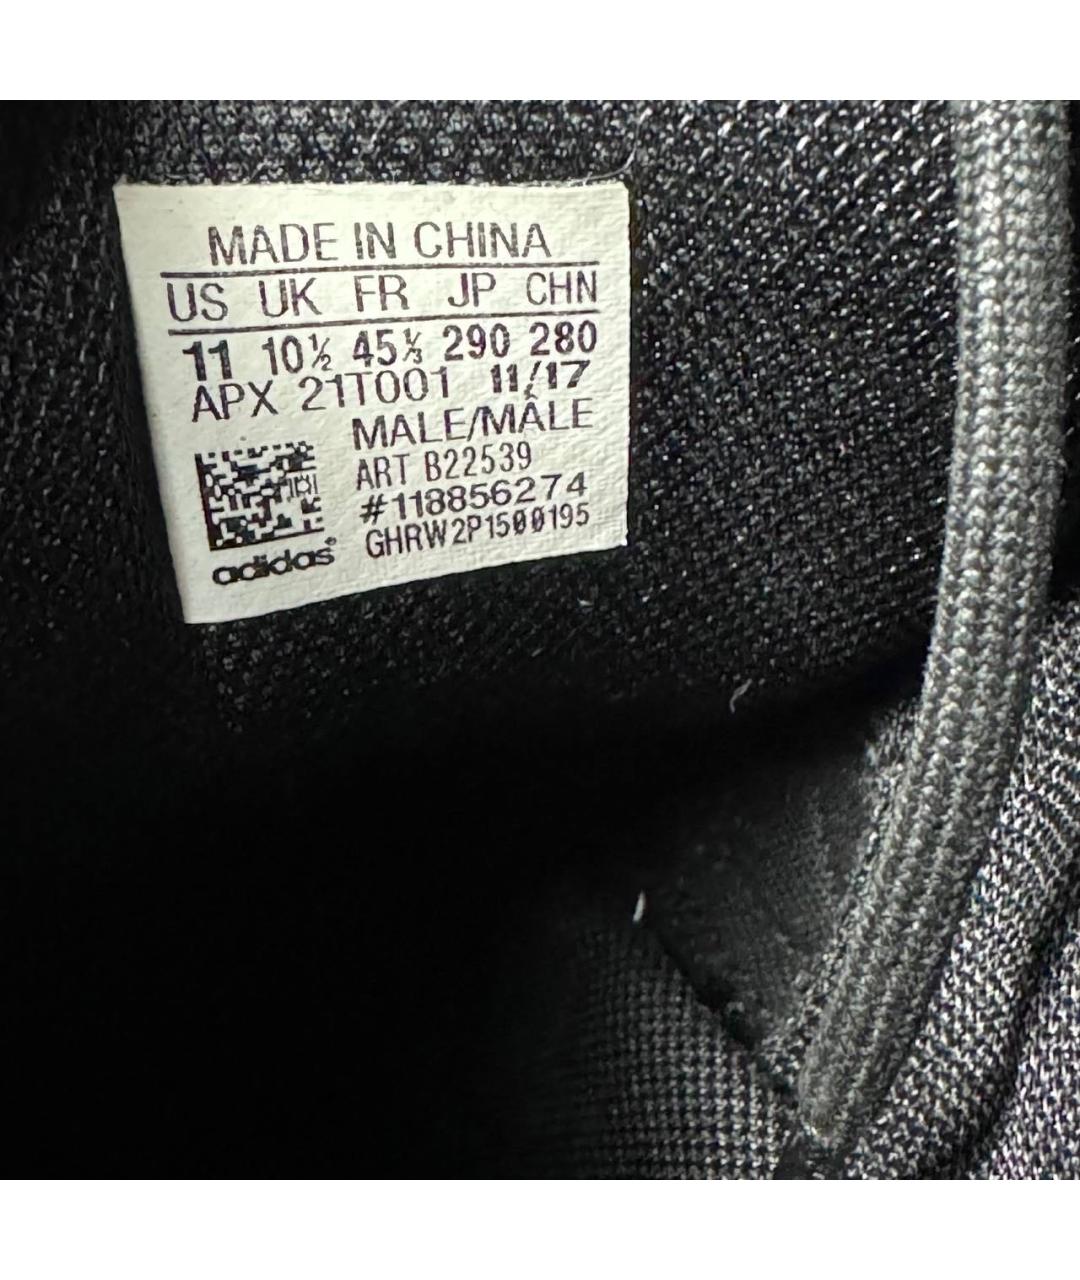 MADE IN CHINA
US UK FR JP CHN
11 10½ 45⅓ 290 280
APX 21T001 11/17
MALE/MÂLE
ART B22539
#118856274
GHRW2P1500195
adidas®